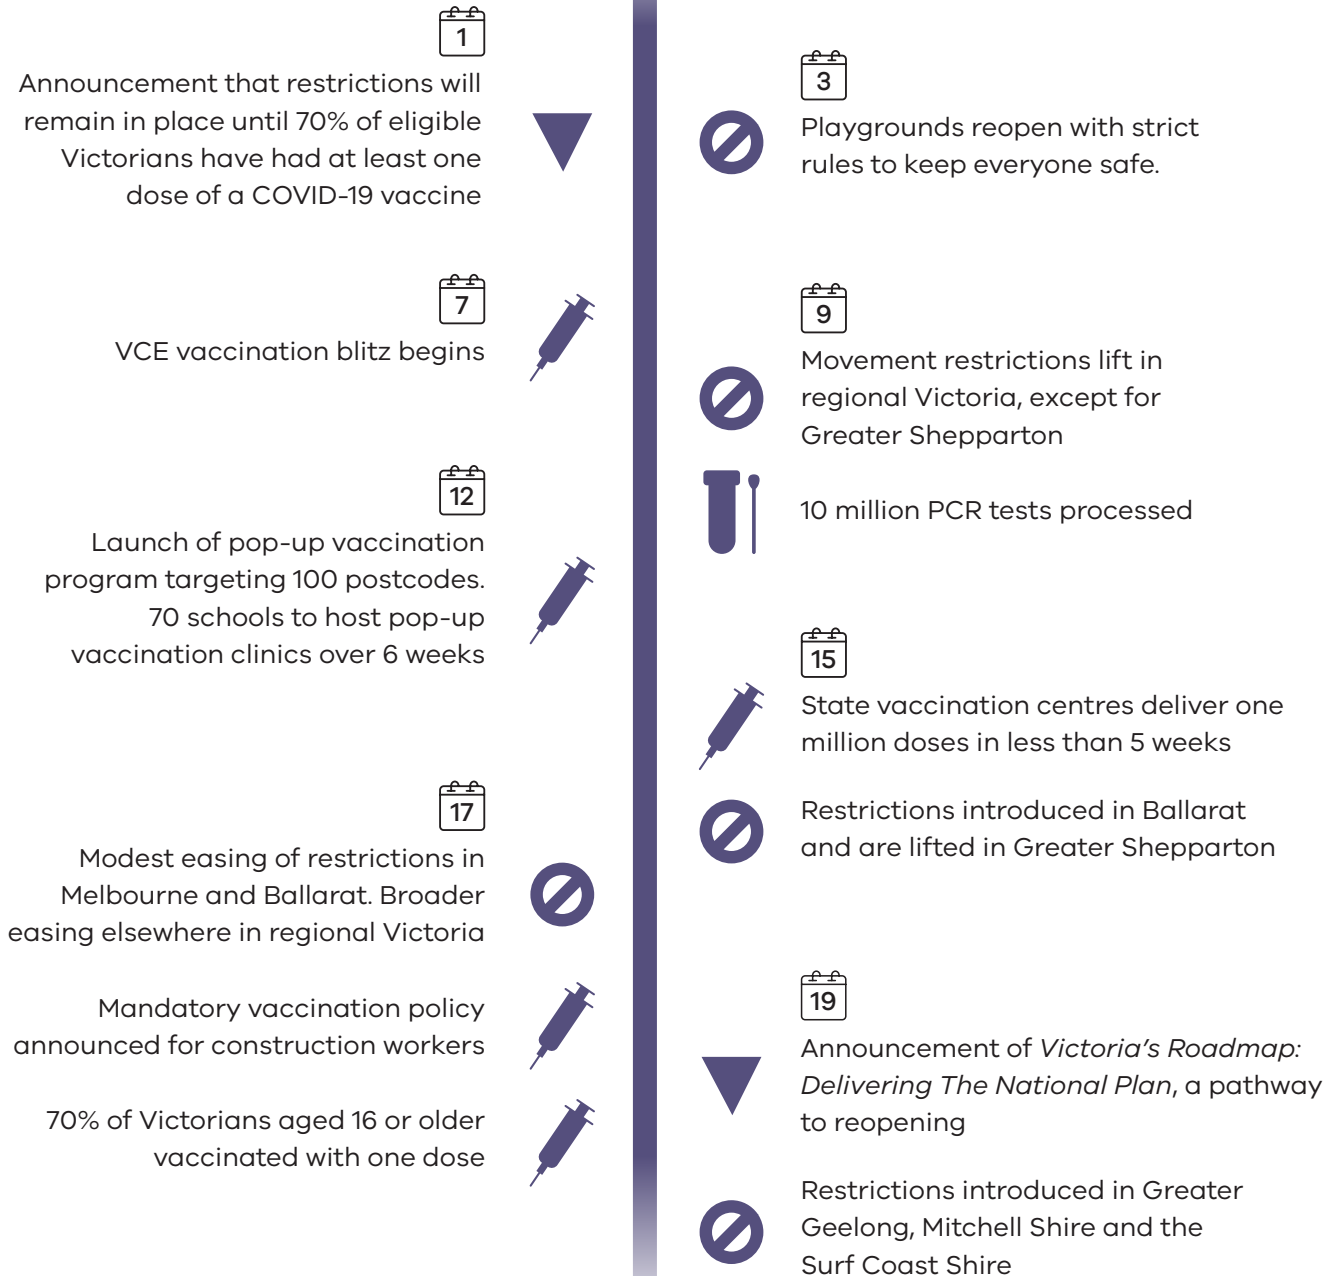 1
Announcement that restrictions will
remain in place until 70% of eligible
Victorians have had at least one
dose of a COVID-19 vaccine
3
Playgrounds reopen with strict
rules to keep everyone safe.
7
VCE vaccination blitz begins
9
Movement restrictions lift in
regional Victoria, except for
Greater Shepparton
10 million PCR tests processed
12
Launch of pop-up vaccination
program targeting 100 postcodes.
70 schools to host pop-up
vaccination clinics over 6 weeks
15
State vaccination centres deliver one
million doses in less than 5 weeks
Restrictions introduced in Ballarat
and are lifted in Greater Shepparton
17
Modest easing of restrictions in
Melbourne and Ballarat. Broader
easing elsewhere in regional Victoria
Mandatory vaccination policy
announced for construction workers
70% of Victorians aged 16 or older
vaccinated with one dose
19
Announcement of Victoria's Roadmap:
Delivering The National Plan, a pathway
to reopening
Restrictions introduced in Greater
Geelong, Mitchell Shire and the
Surf Coast Shire